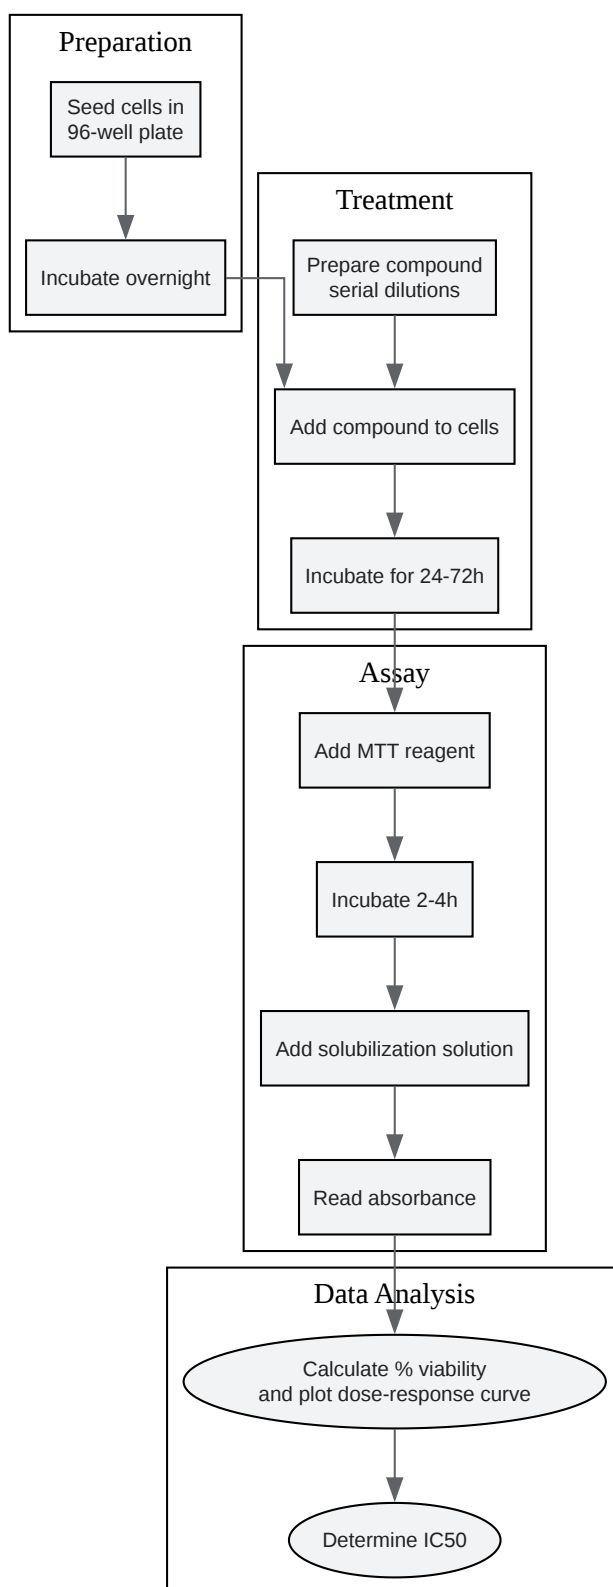 Preparation
Seed cells in
96-well plate
Incubate overnight
Treatment
Prepare compound
serial dilutions
Add compound to cells
Incubate for 24-72h
Assay
Add MTT reagent
Incubate 2-4h
Add solubilization solution
Read absorbance
Data Analysis
Calculate % viability
and plot dose-response curve
Determine IC50